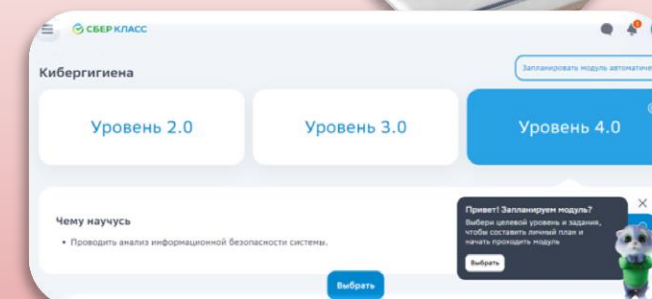 СБЕР КЛАСС
Кибергигиена
Запланировать модуль
Уровень 2.0
Уровень 3.0
Уровень 4.0
Чему научусь
• Проводить анализ информационной безопасности системы.
Привет! Запланируем модуль?
Выбери целевой уровень и задания,
чтобы составить личный план и
начать проходить модуль
Выбрать
Выбрать